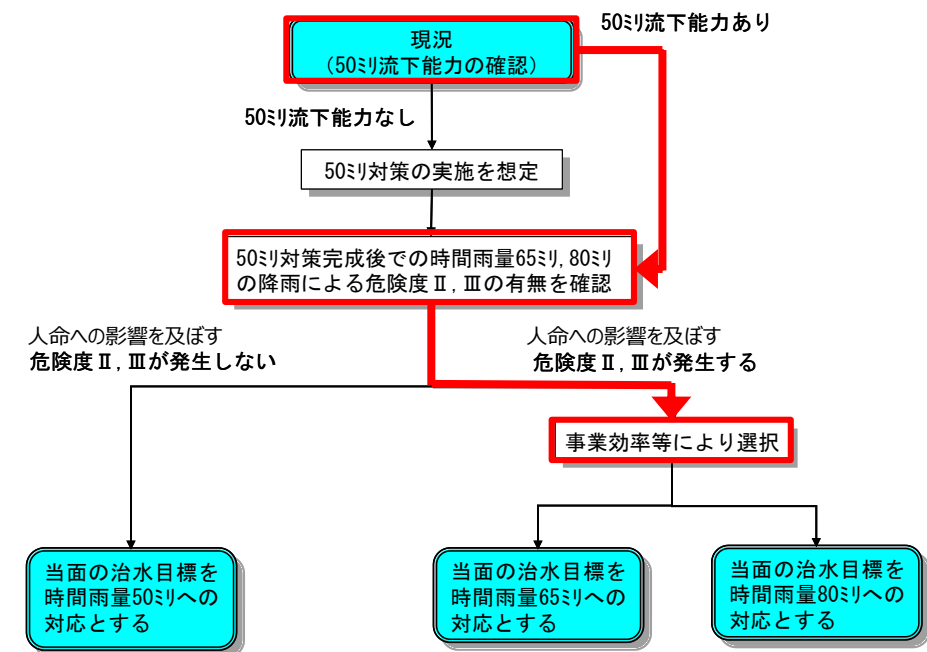 50ﾐﾘ流下能力あり
現況
（50ﾐﾘ流下能力の確認）
50ﾐﾘ流下能力なし
50ﾐﾘ対策の実施を想定
50ﾐﾘ対策完成後での時間雨量65ﾐﾘ,80ﾐﾘ
の降雨による危険度Ⅱ,Ⅲの有無を確認
人命への影響を及ぼす
危険度Ⅱ,Ⅲが発生しない
人命への影響を及ぼす
危険度Ⅱ,Ⅲが発生する
事業効率等により選択
当面の治水目標を
時間雨量50ﾐﾘへの
対応とする
当面の治水目標を
時間雨量65ﾐﾘへの
対応とする
当面の治水目標を
時間雨量80ﾐﾘへの
対応とする